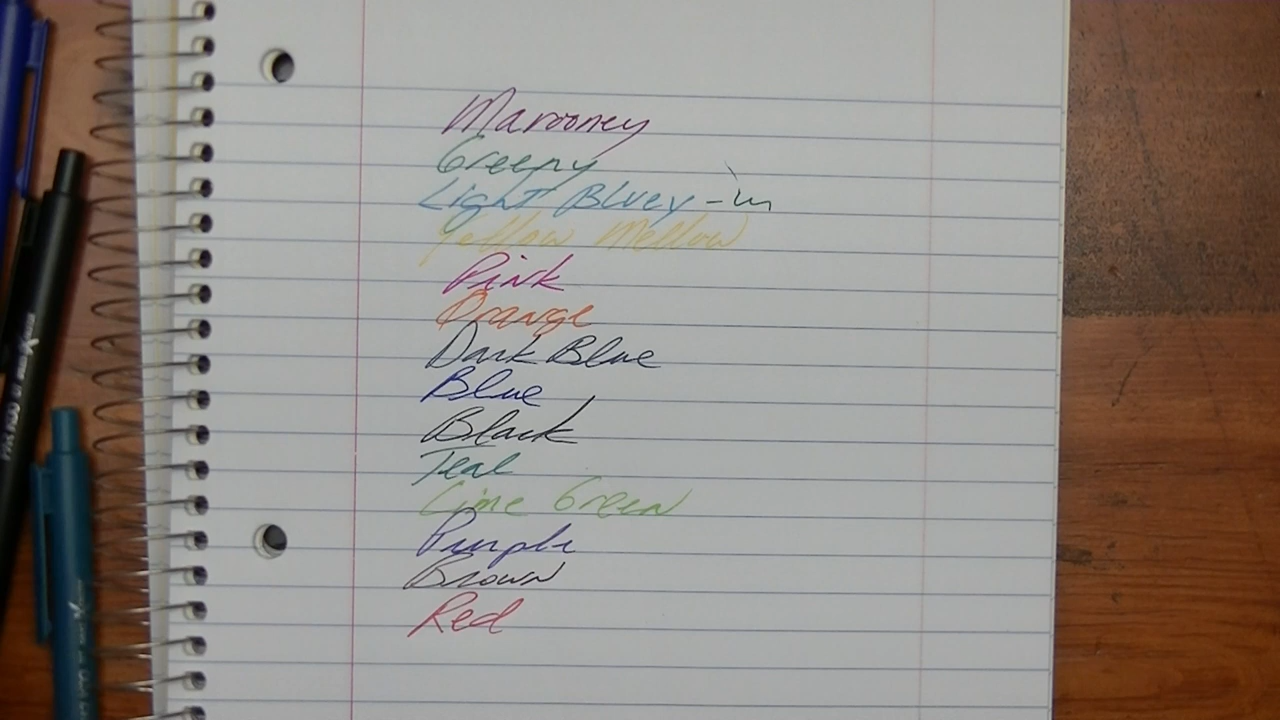 Marooney
Greeny
Light Bluey-in
Yellow Mellow
Pink
Orange
Dark Blue
Blue
Black
Teal
Lime Green
Purple
Brown
Red